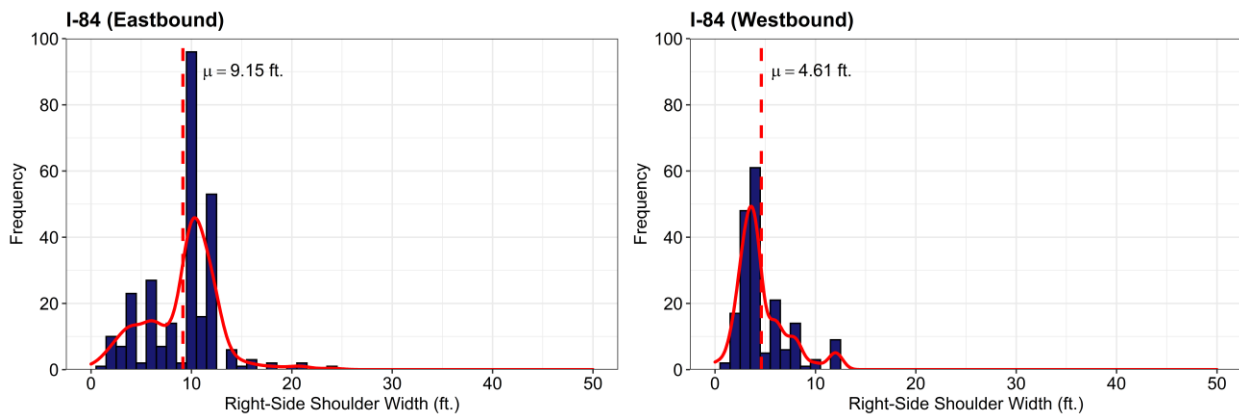 I-84 (Eastbound)
100
80
60
40
20
0
Frequency
μ = 9.15 ft.
0 10 20 30 40 50
Right-Side Shoulder Width (ft.)
I-84 (Westbound)
100
80
60
40
20
0
Frequency
μ = 4.61 ft.
0 10 20 30 40 50
Right-Side Shoulder Width (ft.)